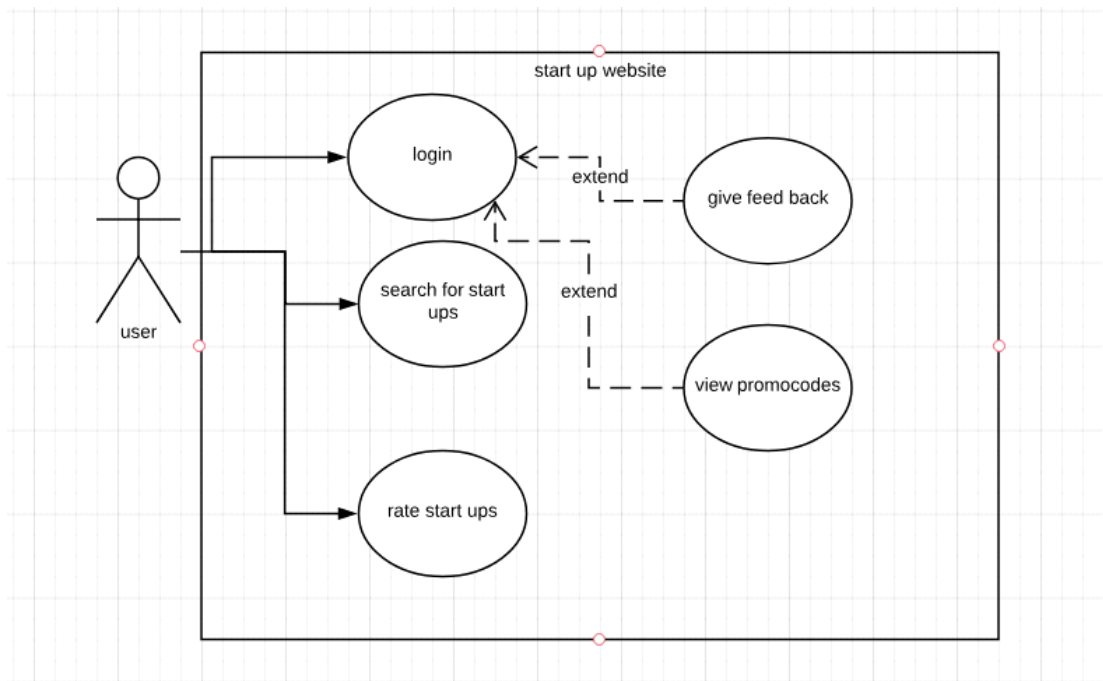 start up website
login
extend
give feed back
search for start
ups
extend
user
view promocodes
rate start ups